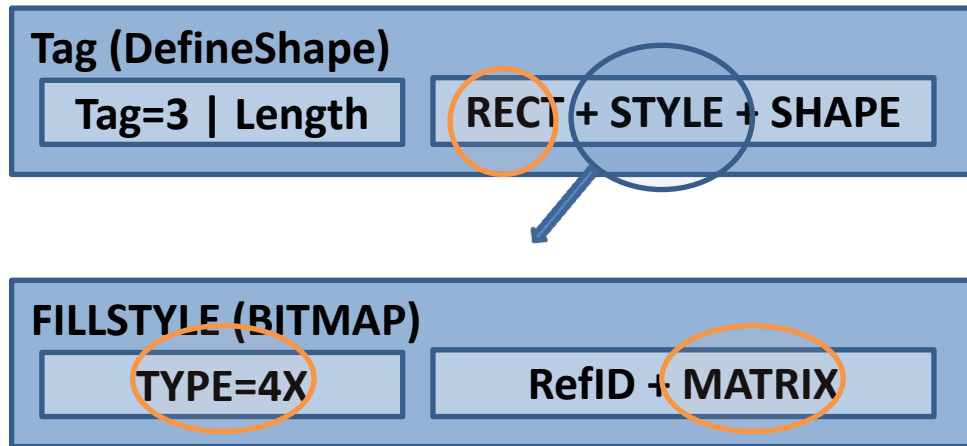 Tag (DefineShape)
Tag=3 | Length
RECT + STYLE + SHAPE
FILLSTYLE (BITMAP)
TYPE=4X
RefID + MATRIX